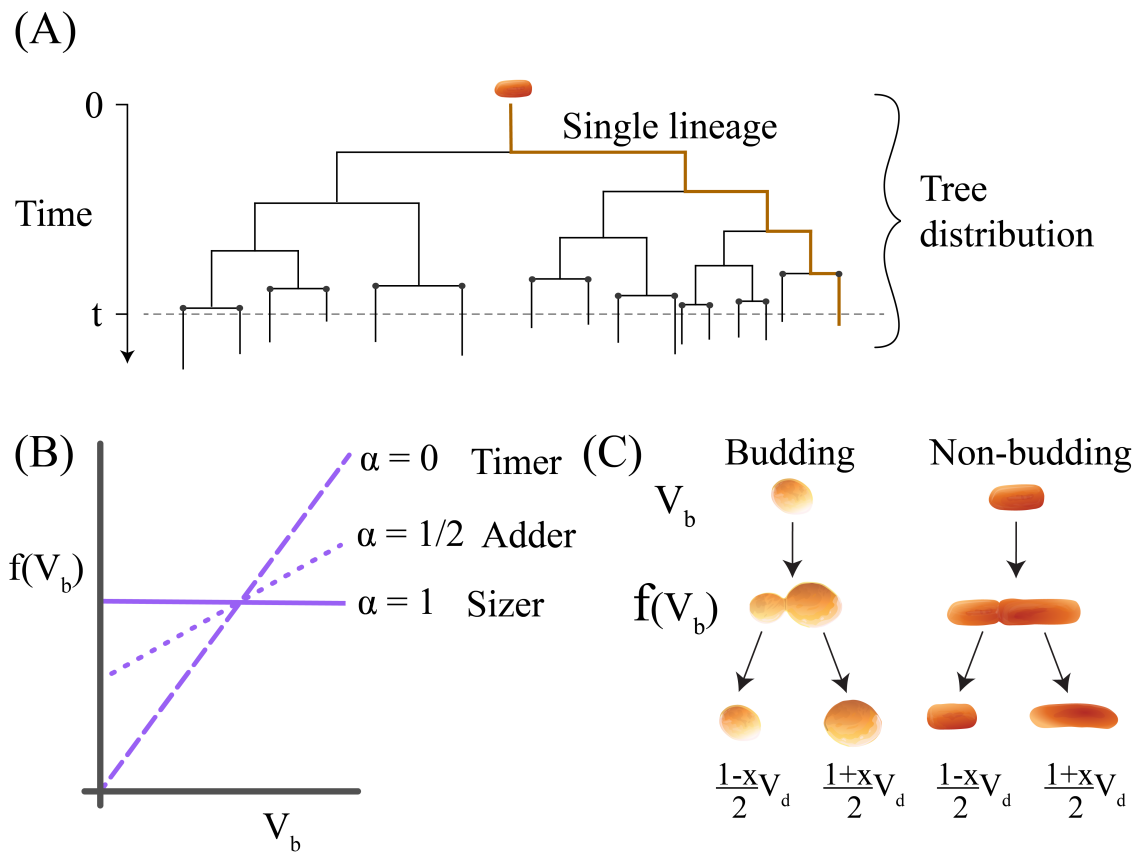 (A)
0
Single lineage
Time
Tree
distribution
t
(B)
α = 0 Timer
α = 1/2 Adder
f(V_b)
α = 1 Sizer
V_b
(C)
Budding
Non-budding
V_b
f(V_b)
1-x/2 V_d
1+x/2 V_d
1-x/2 V_d
1+x/2 V_d